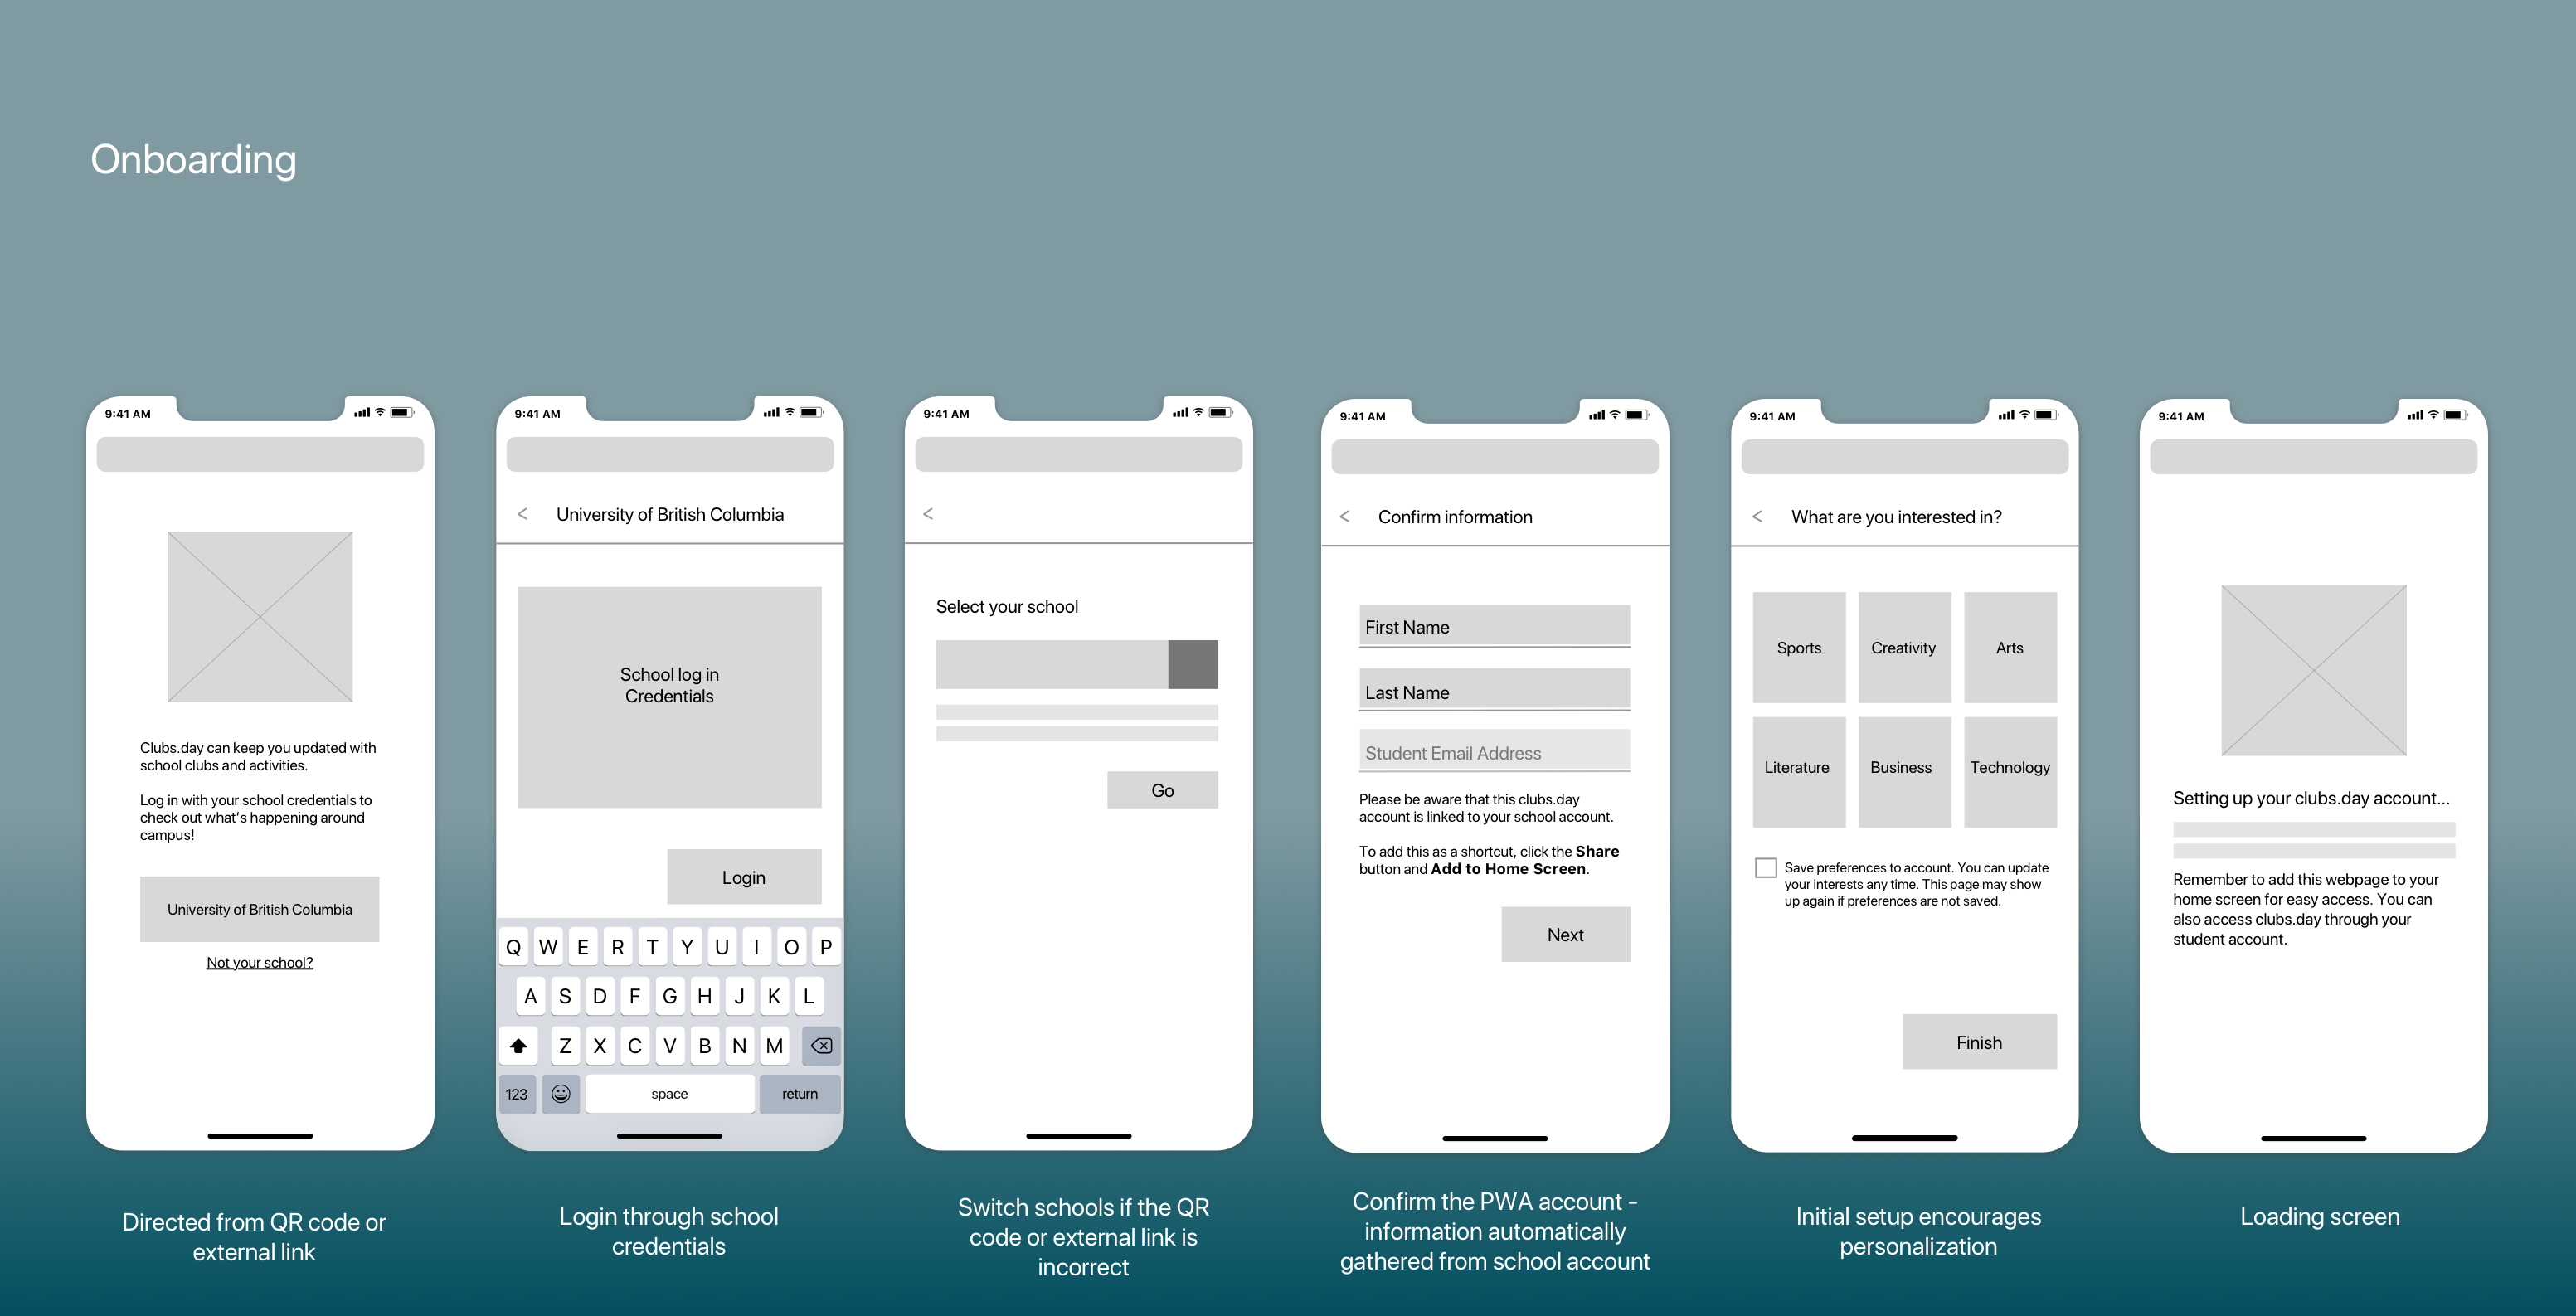 Onboarding
9:41 AM
Clubs.day can keep you updated with
school clubs and activities.
Log in with your school credentials to
check out what's happening around
campus!
University of British Columbia
Not your school?
Directed from QR code or
external link
9:41 AM
<
University of British Columbia
School log in
Credentials
Login
Q W E R T Y U I O P
A S D F G H J K L
Z X C V B N M
123 space return
Login through school
credentials
9:41 AM
<
Select your school
Go
Switch schools if the QR
code or external link is
incorrect
9:41 AM
<
Confirm information
First Name
Last Name
Student Email Address
Please be aware that this clubs.day
account is linked to your school account.
To add this as a shortcut, click the Share
button and Add to Home Screen.
Next
Confirm the PWA account -
information automatically
gathered from school account
9:41 AM
<
What are you interested in?
Sports Creativity Arts
Literature Business Technology
Save preferences to account. You can update
your interests any time. This page may show
up again if preferences are not saved.
Finish
Initial setup encourages
personalization
9:41 AM
Setting up your clubs.day account...
Remember to add this webpage to your
home screen for easy access. You can
also access clubs.day through your
student account.
Loading screen